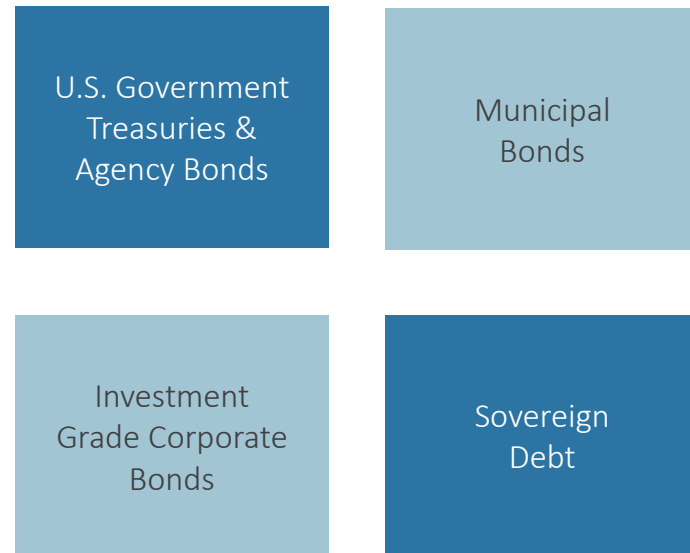 U.S. Government
Treasuries &
Agency Bonds
Municipal
Bonds
Investment
Grade Corporate
Bonds
Sovereign
Debt